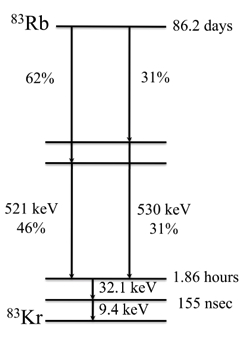 ⁸³Rb 86.2 days
62% 31%
521 keV 530 keV
46% 31%
1.86 hours
32.1 keV
155 nsec
9.4 keV
⁸³Kr